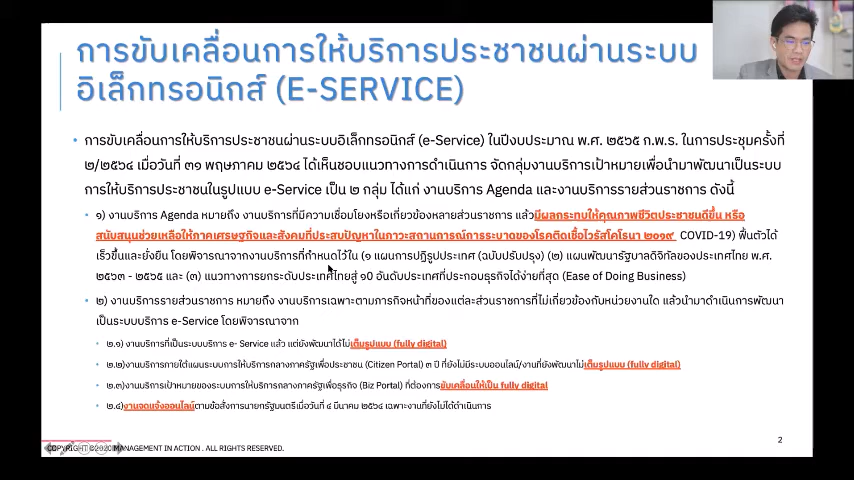 การขับเคลื่อนการให้บริการประชาชนผ่านระบบ
อิเล็กทรอนิกส์ (E-SERVICE)
• การขับเคลื่อนการให้บริการประชาชนผ่านระบบอิเล็กทรอนิกส์ (e-Service) ในปีงบประมาณ พ.ศ. ๒๕๖๕ ก.พ.ร. ในการประชุมครั้งที่
๒/๒๕๖๔ เมื่อวันที่ ๓๑ พฤษภาคม ๒๕๖๔ ได้เห็นชอบแนวทางการดำเนินการ จัดกลุ่มงานบริการเป้าหมายเพื่อนำมาพัฒนาเป็นระบบ
การให้บริการประชาชนในรูปแบบ e-Service เป็น ๒ กลุ่ม ได้แก่ งานบริการ Agenda และงานบริการรายส่วนราชการ ดังนี้
• ๑) งานบริการ Agenda หมายถึง งานบริการที่มีความเชื่อมโยงหรือเกี่ยวข้องหลายส่วนราชการ แล้วมีผลกระทบให้คุณภาพชีวิตประชาชนดีขึ้น หรือ
สนับสนุนช่วยเหลือให้ภาคเศรษฐกิจและสังคมที่ประสบปัญหาในภาวะสถานการณ์การระบาดของโรคติดเชื้อไวรัสโคโรนา ๒๐๑๙ COVID-19) ฟื้นตัวได้
เร็วขึ้นและยั่งยืน โดยพิจารณาจากงานบริการที่กำหนดไว้ใน (๑ แผนการปฏิรูปประเทศ (ฉบับปรับปรุง) (๒) แผนพัฒนารัฐบาลดิจิทัลของประเทศไทย พ.ศ.
๒๕๖๓ - ๒๕๖๕ และ (๓) แนวทางการยกระดับประเทศไทยสู่ ๑0 อันดับประเทศที่ประกอบธุรกิจได้ง่ายที่สุด (Ease of Doing Business)
• ๒) งานบริการรายส่วนราชการ หมายถึง งานบริการเฉพาะตามภารกิจหน้าที่ของแต่ละส่วนราชการที่ไม่เกี่ยวข้องกับหน่วยงานใด แล้วนำมาดำเนินการพัฒนา
เป็นระบบบริการ e-Service โดยพิจารณาจาก
• ๒.๑) งานบริการที่เป็นระบบบริการ e- Service แล้ว แต่ยังพัฒนาได้ไม่เต็มรูปแบบ (fully digital)
• ๒.๒)งานบริการภายใต้แผนระบบการให้บริการกลางภาครัฐเพื่อประชาชน (Citizen Portal) ๓ ปี ที่ยังไม่มีระบบออนไลน์/งานที่ยังพัฒนาไม่เต็มรูปแบบ (fully digital)
• ๒.๓)งานบริการเป้าหมายของระบบการให้บริการกลางภาครัฐเพื่อธุรกิจ (Biz Portal) ที่ต้องการขับเคลื่อนให้เป็น fully digital
• ๒.๔)งานจดแจ้งออนไลน์ตามข้อสั่งการนายกรัฐมนตรีเมื่อวันที่ ๔ มีนาคม ๒๕๖๔ เฉพาะงานที่ยังไม่ได้ดำเนินการ
2
COPYRIGHT ©2020 MANAGEMENT IN ACTION . ALL RIGHTS RESERVED.